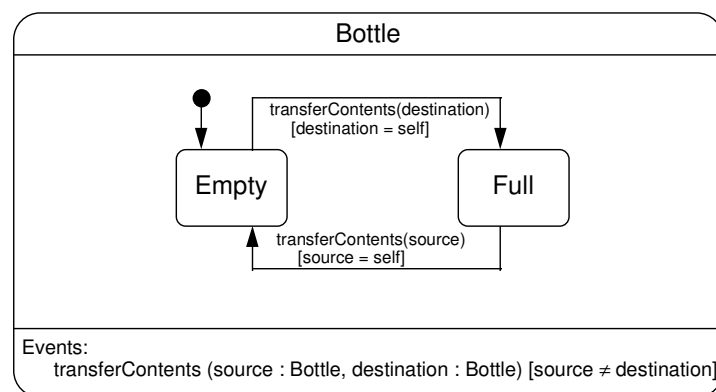 Bottle
transferContents(destination)
[destination = self]
Empty
Full
transferContents(source)
[source = self]
Events:
transferContents (source : Bottle, destination : Bottle) [source ≠ destination]